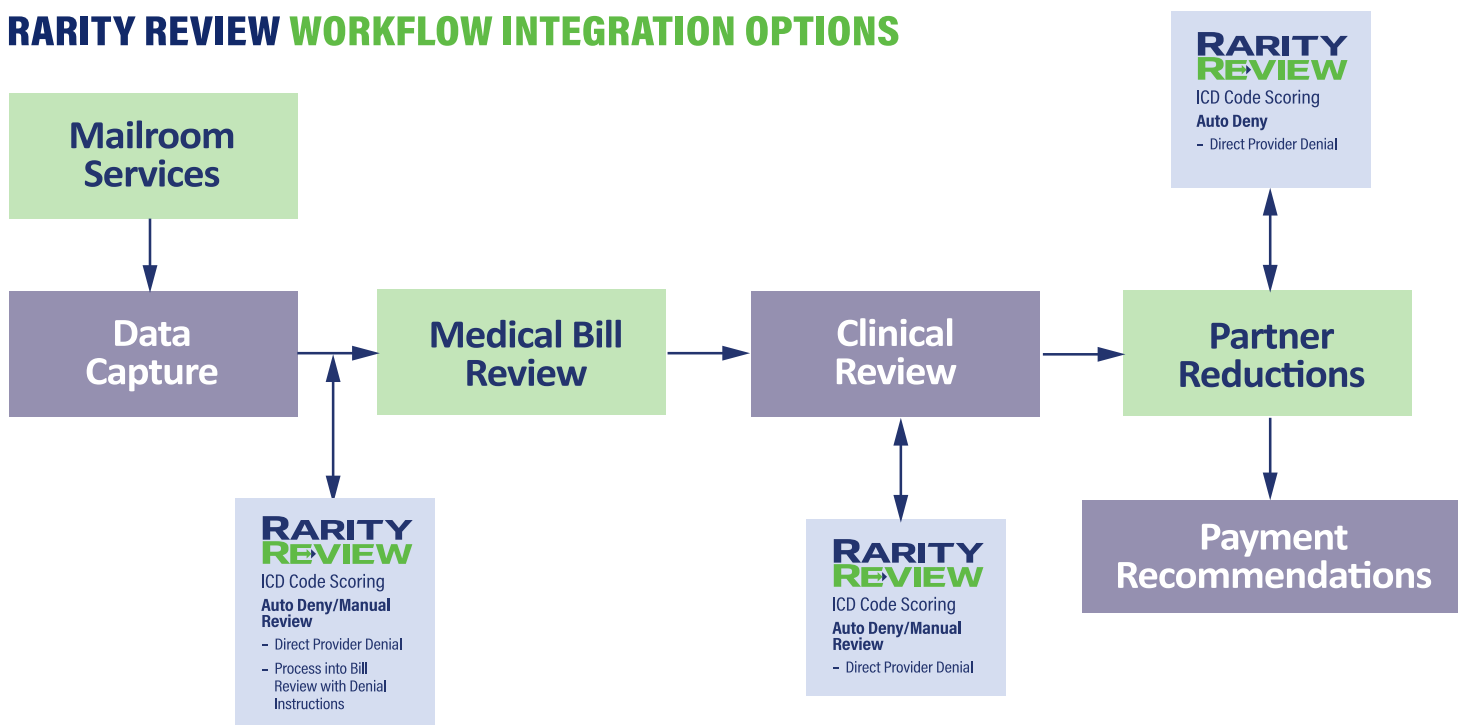 RARITY REVIEW WORKFLOW INTEGRATION OPTIONS
Mailroom
Services
Data
Capture
Medical Bill
Review
Clinical
Review
Partner
Reductions
Payment
Recommendations
RARITY
REVIEW
ICD Code Scoring
Auto Deny
– Direct Provider Denial
RARITY
REVIEW
ICD Code Scoring
Auto Deny/Manual
Review
– Direct Provider Denial
– Process into Bill
Review with Denial
Instructions
RARITY
REVIEW
ICD Code Scoring
Auto Deny/Manual
Review
– Direct Provider Denial